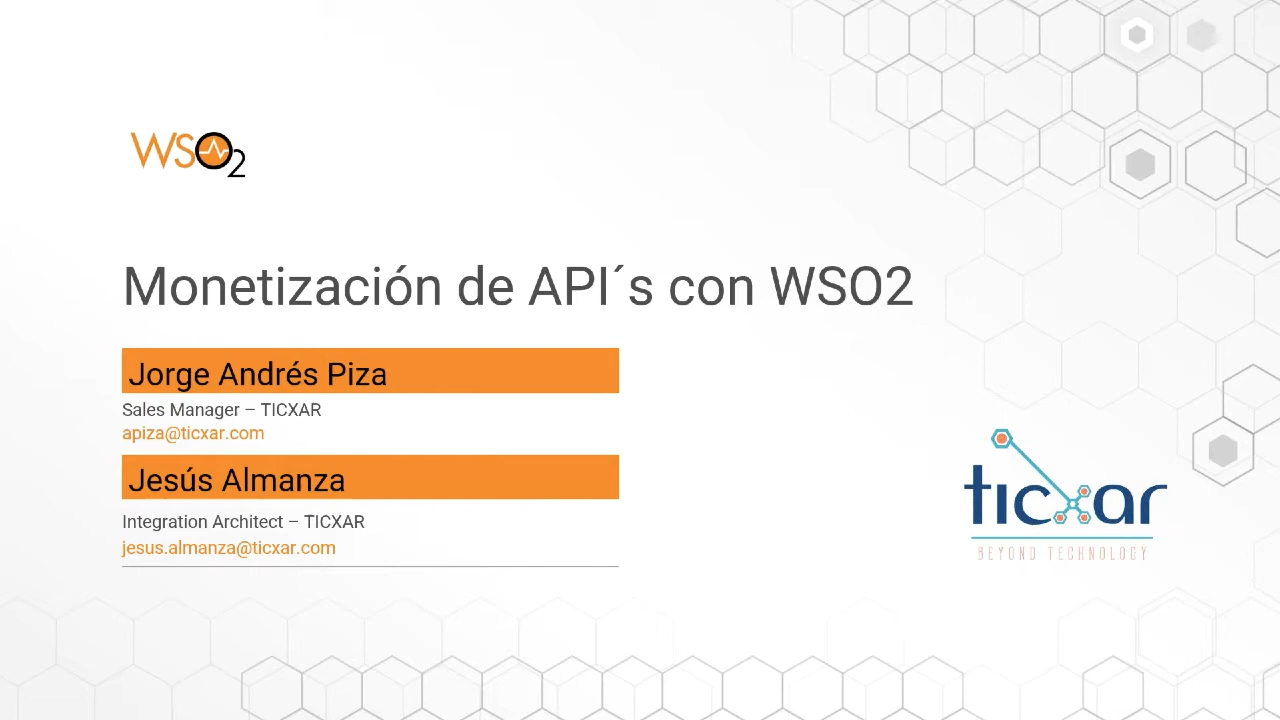 WSO2
Monetización de API´s con WSO2
Jorge Andrés Piza
Sales Manager – TICXAR
apiza@ticxar.com
Jesús Almanza
Integration Architect – TICXAR
jesus.almanza@ticxar.com
ticxar
BEYOND TECHNOLOGY